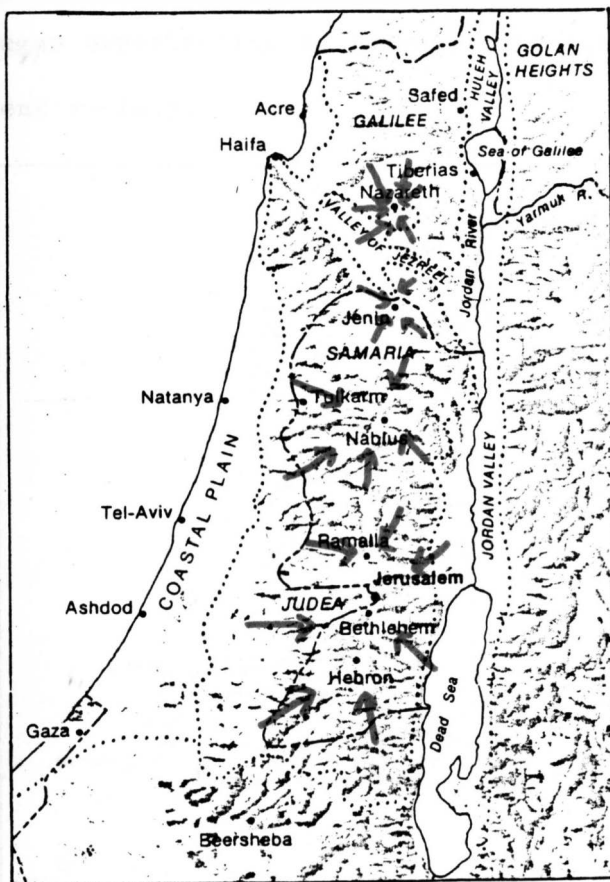 GOLAN
HEIGHTS
HULEH
VALLEY
Acre
Safed
GALILEE
Haifa
Sea of Galilee
Tiberias
Nazareth
Yarmuk R.
VALLEY OF JEZREEL
Jordan River
Jenin
SAMARIA
Natanya
Tulkarm
Nablus
COASTAL PLAIN
JORDAN VALLEY
Tel-Aviv
Ramalla
Jerusalem
Ashdod
JUDEA
Bethlehem
Hebron
Dead Sea
Gaza
Beersheba